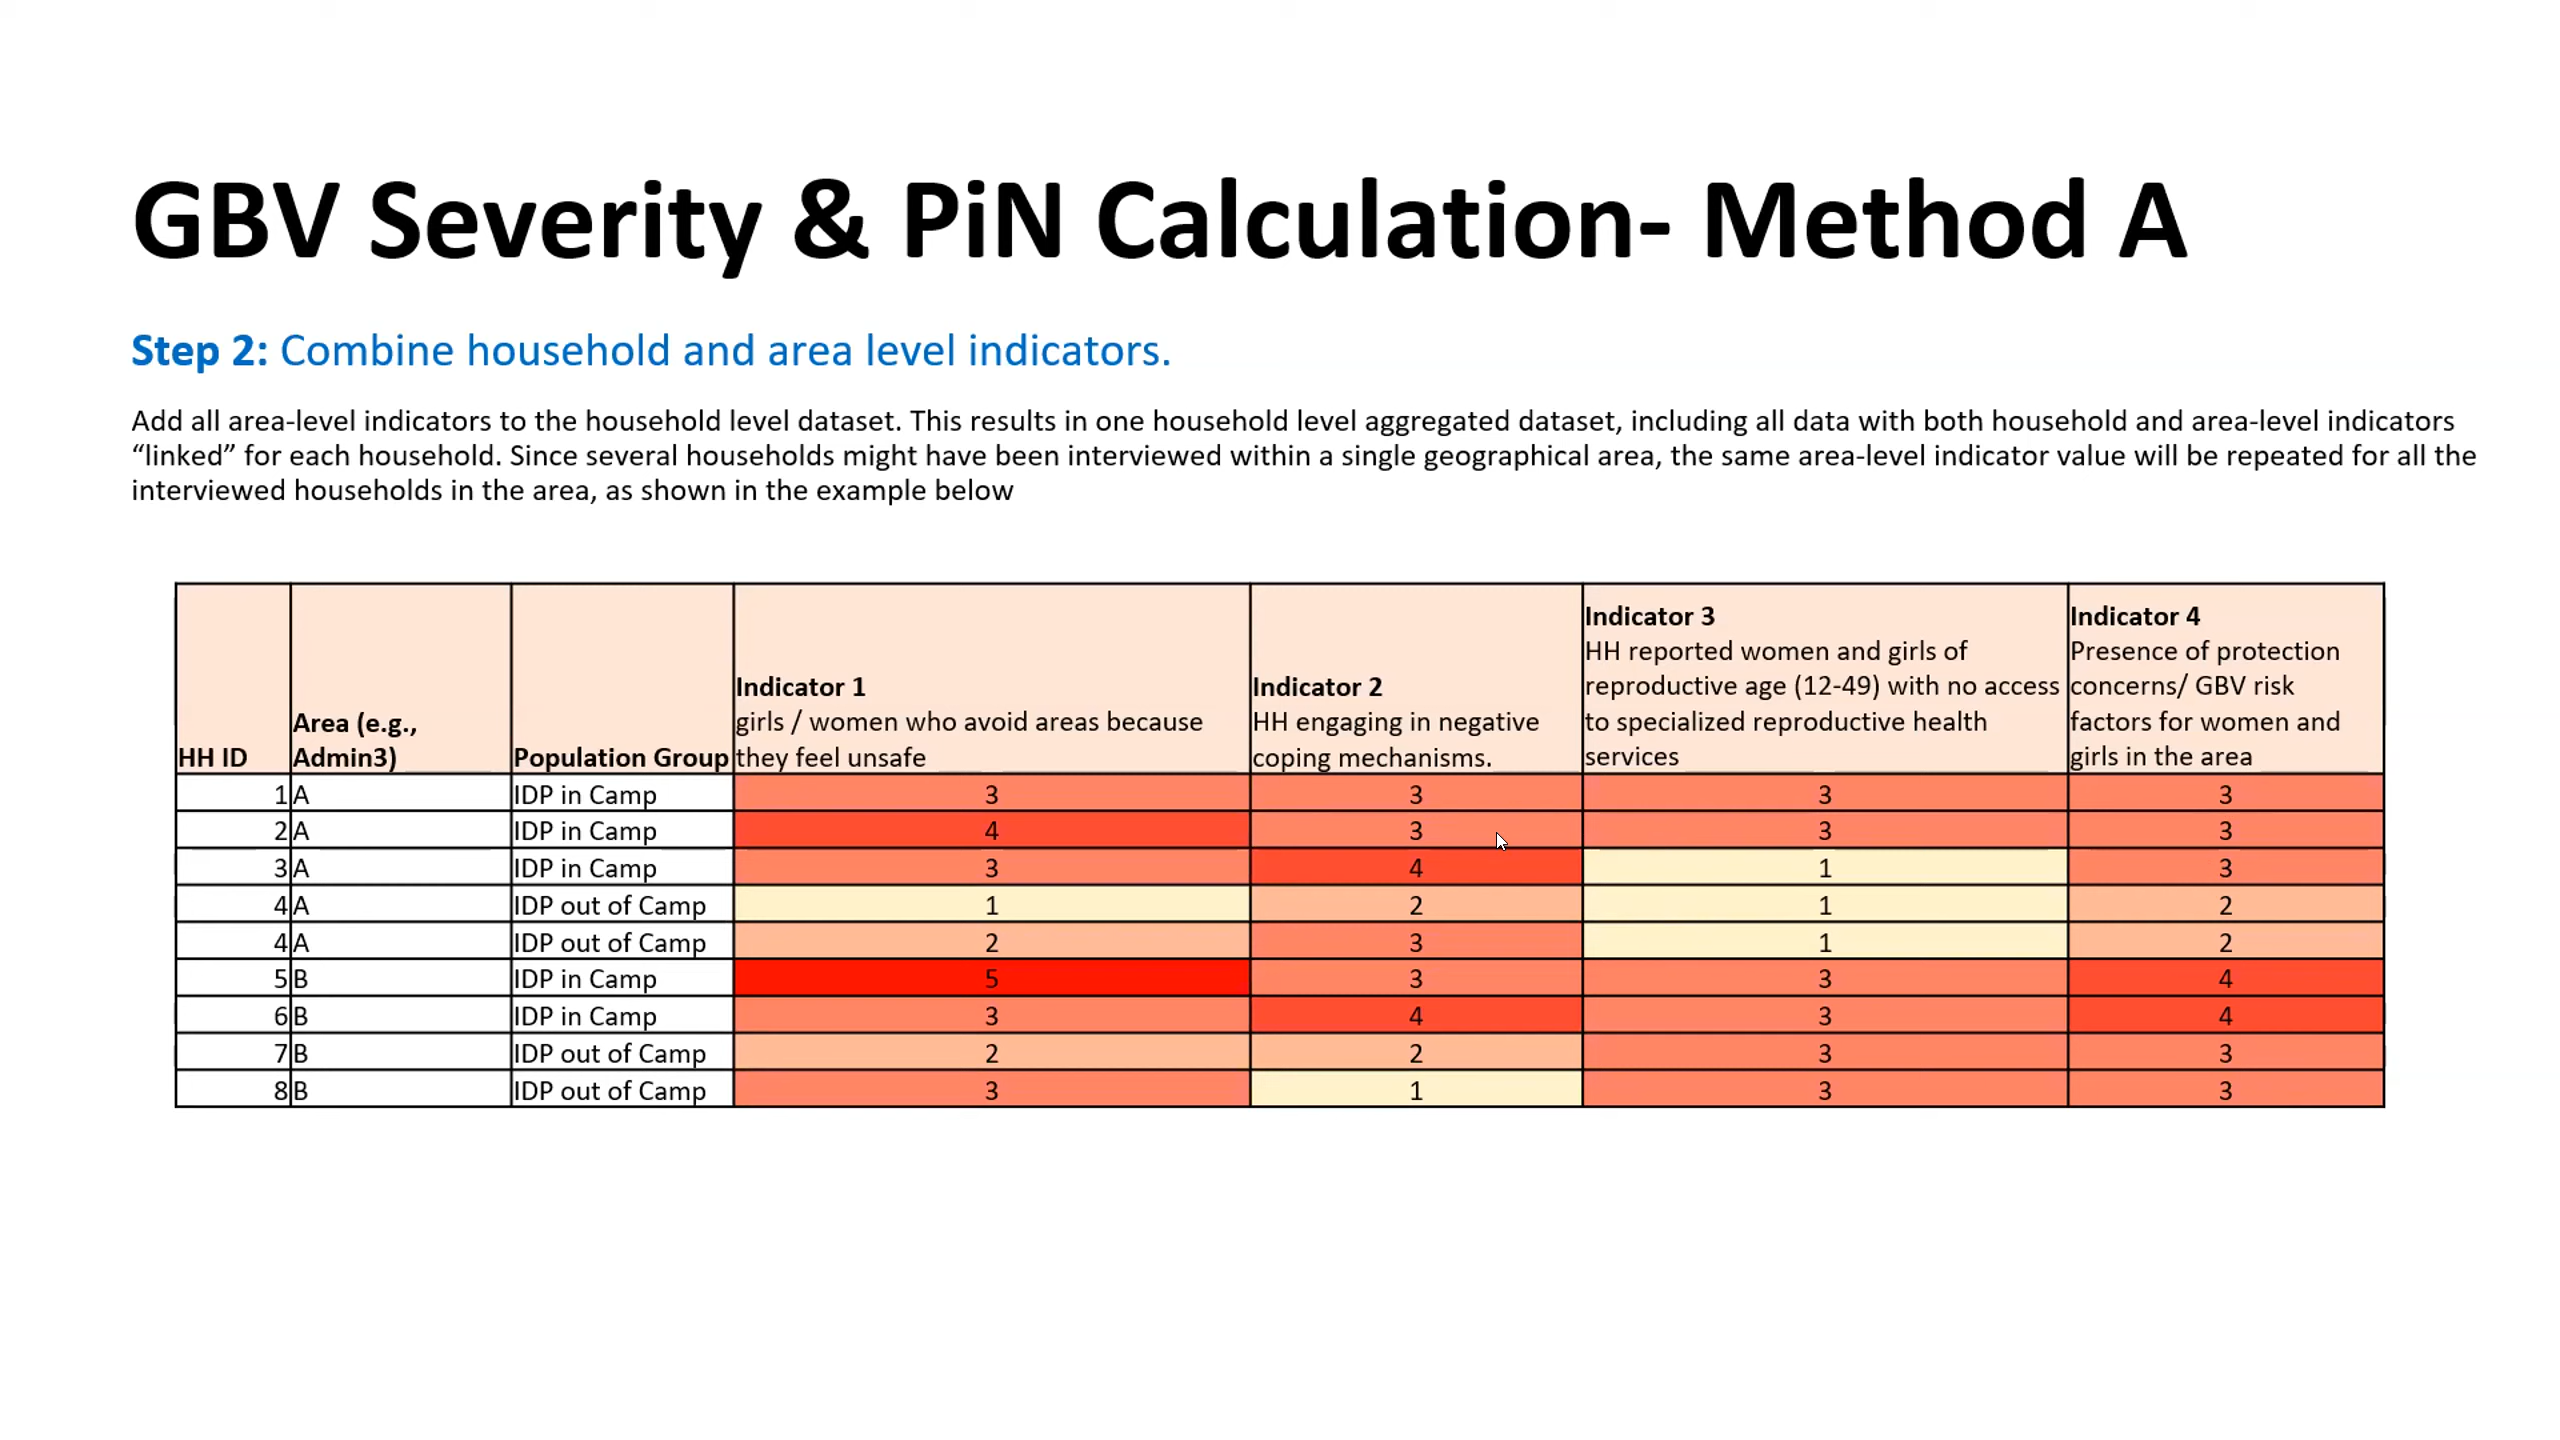 GBV Severity & PiN Calculation- Method A
Step 2: Combine household and area level indicators.
Add all area-level indicators to the household level dataset. This results in one household level aggregated dataset, including all data with both household and area-level indicators
“linked” for each household. Since several households might have been interviewed within a single geographical area, the same area-level indicator value will be repeated for all the
interviewed households in the area, as shown in the example below
HH ID
Area (e.g.,
Admin3)
Population Group
Indicator 1
girls / women who avoid areas because
they feel unsafe
Indicator 2
HH engaging in negative
coping mechanisms.
Indicator 3
HH reported women and girls of
reproductive age (12-49) with no access
to specialized reproductive health
services
Indicator 4
Presence of protection
concerns/ GBV risk
factors for women and
girls in the area
1 A IDP in Camp 3 3 3 3
2 A IDP in Camp 4 3 3 3
3 A IDP in Camp 3 4 1 3
4 A IDP out of Camp 1 2 1 2
4 A IDP out of Camp 2 3 1 2
5 B IDP in Camp 5 3 3 4
6 B IDP in Camp 3 4 3 4
7 B IDP out of Camp 2 2 3 3
8 B IDP out of Camp 3 1 3 3